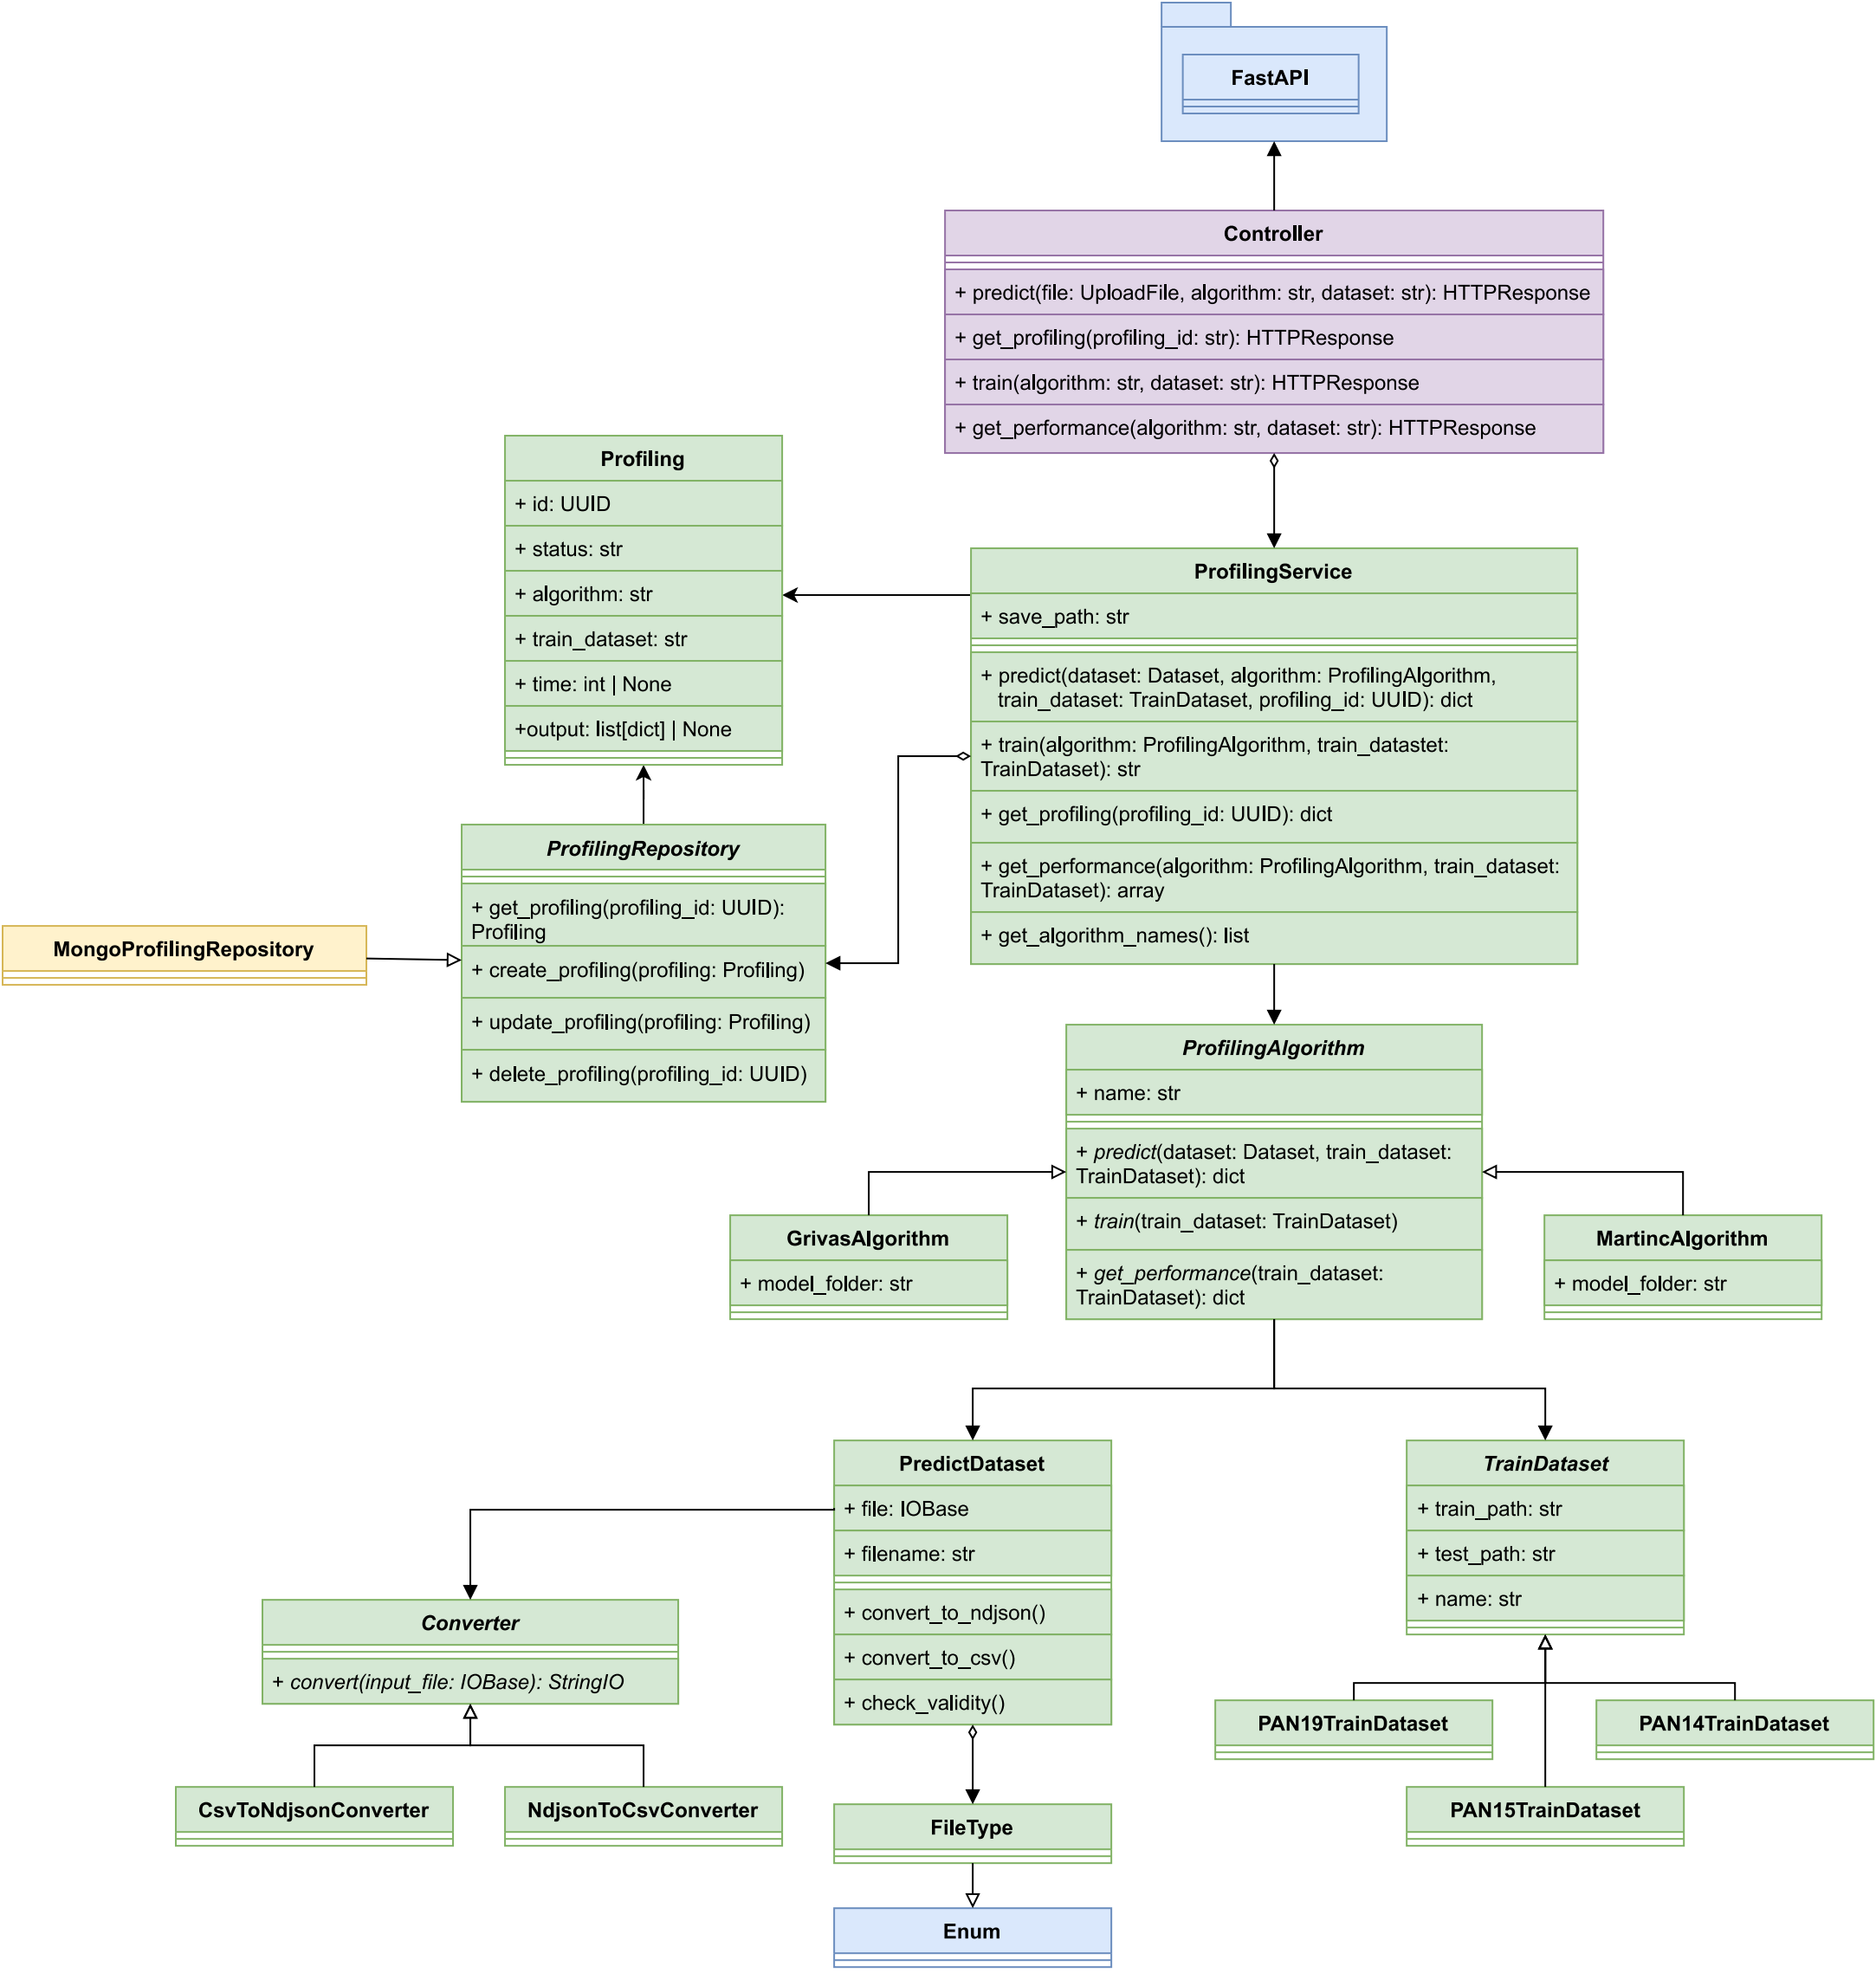 FastAPI
Controller
+ predict(file: UploadFile, algorithm: str, dataset: str): HTTPResponse
+ get_profiling(profiling_id: str): HTTPResponse
+ train(algorithm: str, dataset: str): HTTPResponse
+ get_performance(algorithm: str, dataset: str): HTTPResponse
Profiling
+ id: UUID
+ status: str
+ algorithm: str
+ train_dataset: str
+ time: int | None
+output: list[dict] | None
ProfilingService
+ save_path: str
+ predict(dataset: Dataset, algorithm: ProfilingAlgorithm,
train_dataset: TrainDataset, profiling_id: UUID): dict
+ train(algorithm: ProfilingAlgorithm, train_datastet:
TrainDataset): str
+ get_profiling(profiling_id: UUID): dict
+ get_performance(algorithm: ProfilingAlgorithm, train_dataset:
TrainDataset): array
+ get_algorithm_names(): list
ProfilingRepository
+ get_profiling(profiling_id: UUID):
Profiling
+ create_profiling(profiling: Profiling)
+ update_profiling(profiling: Profiling)
+ delete_profiling(profiling_id: UUID)
MongoProfilingRepository
ProfilingAlgorithm
+ name: str
+ predict(dataset: Dataset, train_dataset:
TrainDataset): dict
+ train(train_dataset: TrainDataset)
+ get_performance(train_dataset:
TrainDataset): dict
GrivasAlgorithm
+ model_folder: str
MartincAlgorithm
+ model_folder: str
PredictDataset
+ file: IOBase
+ filename: str
+ convert_to_ndjson()
+ convert_to_csv()
+ check_validity()
TrainDataset
+ train_path: str
+ test_path: str
+ name: str
Converter
+ convert(input_file: IOBase): StringIO
PAN19TrainDataset
PAN14TrainDataset
CsvToNdjsonConverter
NdjsonToCsvConverter
PAN15TrainDataset
FileType
Enum